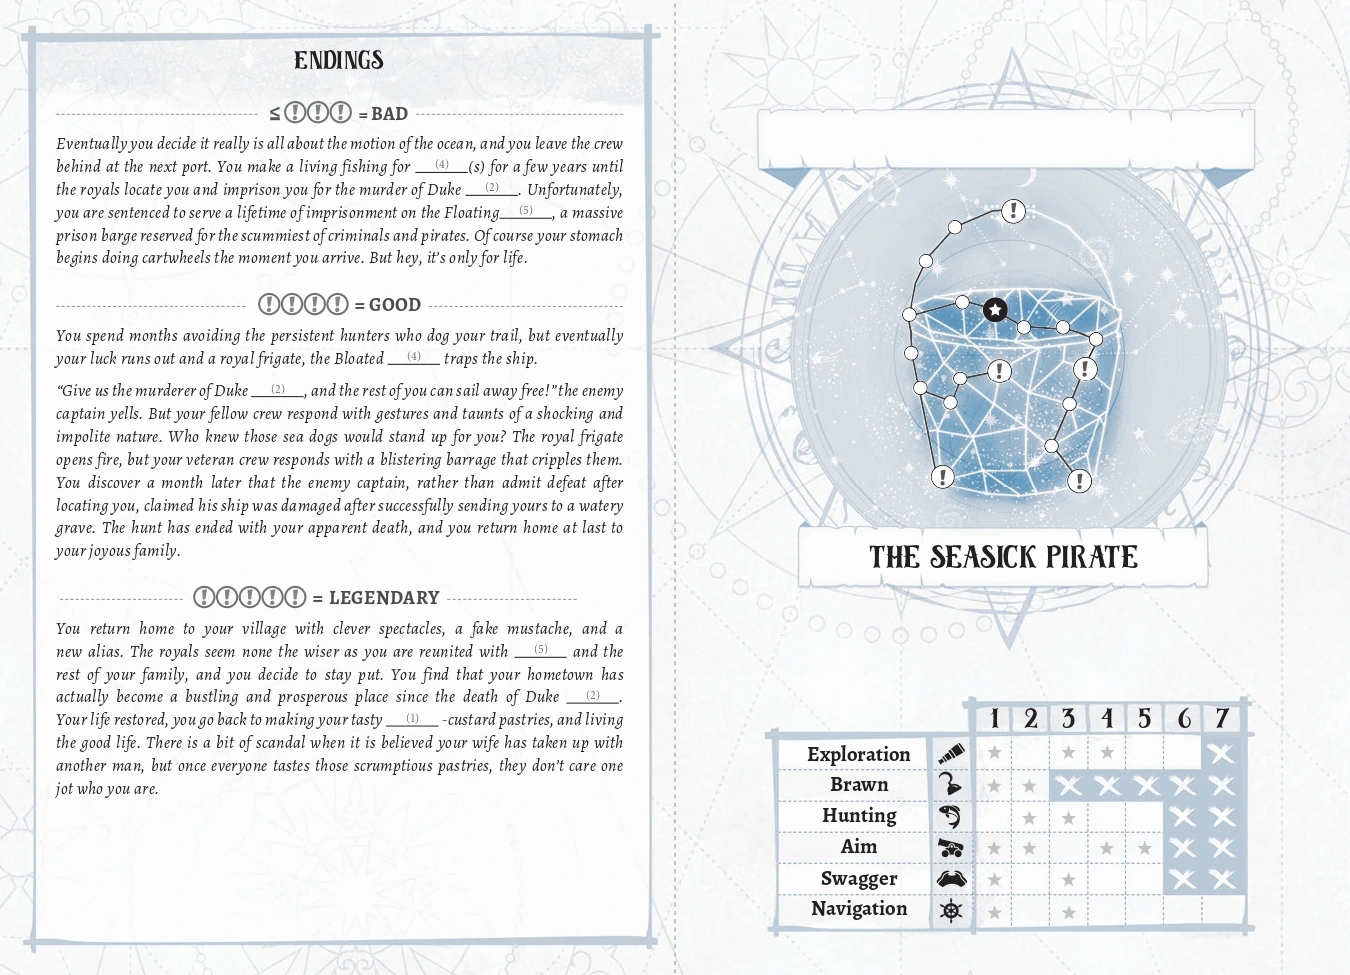 ENDINGS
≤ ! ! ! = BAD
Eventually you decide it really is all about the motion of the ocean, and you leave the crew
behind at the next port. You make a living fishing for ___(4)___(s) for a few years until
the royals locate you and imprison you for the murder of Duke ___(2)___. Unfortunately,
you are sentenced to serve a lifetime of imprisonment on the Floating___(5)___, a massive
prison barge reserved for the scummiest of criminals and pirates. Of course your stomach
begins doing cartwheels the moment you arrive. But hey, it's only for life.
! ! ! ! = GOOD
You spend months avoiding the persistent hunters who dog your trail, but eventually
your luck runs out and a royal frigate, the Bloated ___(4)___ traps the ship.
“Give us the murderer of Duke ___(2)___, and the rest of you can sail away free!” the enemy
captain yells. But your fellow crew respond with gestures and taunts of a shocking and
impolite nature. Who knew those sea dogs would stand up for you? The royal frigate
opens fire, but your veteran crew responds with a blistering barrage that cripples them.
You discover a month later that the enemy captain, rather than admit defeat after
locating you, claimed his ship was damaged after successfully sending yours to a watery
grave. The hunt has ended with your apparent death, and you return home at last to
your joyous family.
! ! ! ! ! = LEGENDARY
You return home to your village with clever spectacles, a fake mustache, and a
new alias. The royals seem none the wiser as you are reunited with ___(5)___ and the
rest of your family, and you decide to stay put. You find that your hometown has
actually become a bustling and prosperous place since the death of Duke ___(2)___.
Your life restored, you go back to making your tasty ___(1)___ -custard pastries, and living
the good life. There is a bit of scandal when it is believed your wife has taken up with
another man, but once everyone tastes those scrumptious pastries, they don't care one
jot who you are.
!
!
!
!
!
THE SEASICK PIRATE
1 2 3 4 5 6 7
Exploration
Brawn
Hunting
Aim
Swagger
Navigation